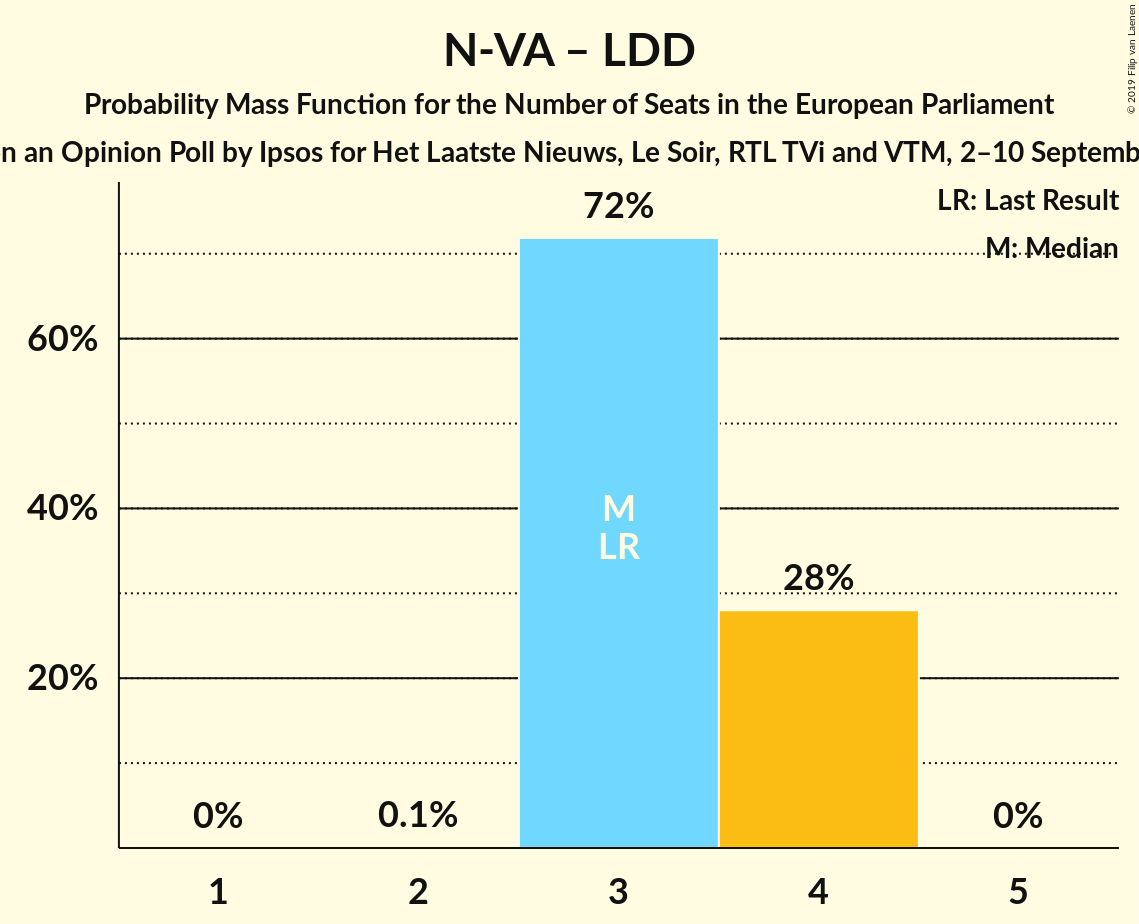 N-VA – LDD
Probability Mass Function for the Number of Seats in the European Parliament
n an Opinion Poll by Ipsos for Het Laatste Nieuws, Le Soir, RTL TVi and VTM, 2–10 Septemb
© 2019 Filip van Laenen
LR: Last Result
M: Median
72%
60%
M
40%
LR
28%
20%
0%
0.1%
0%
1
2
3
4
5